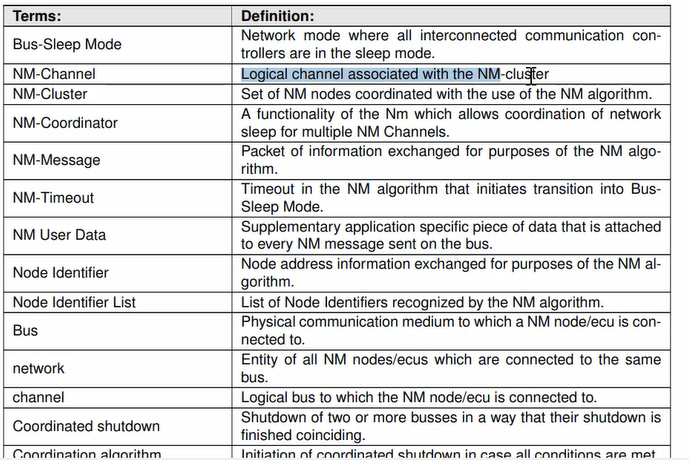 Terms: Definition:
Bus-Sleep Mode
Network mode where all interconnected communication con-
trollers are in the sleep mode.
NM-Channel
Logical channel associated with the NM-cluster
NM-Cluster
Set of NM nodes coordinated with the use of the NM algorithm.
NM-Coordinator
A functionality of the Nm which allows coordination of network
sleep for multiple NM Channels.
NM-Message
Packet of information exchanged for purposes of the NM algo-
rithm.
NM-Timeout
Timeout in the NM algorithm that initiates transition into Bus-
Sleep Mode.
NM User Data
Supplementary application specific piece of data that is attached
to every NM message sent on the bus.
Node Identifier
Node address information exchanged for purposes of the NM al-
gorithm.
Node Identifier List
List of Node Identifiers recognized by the NM algorithm.
Bus
Physical communication medium to which a NM node/ecu is con-
nected to.
network
Entity of all NM nodes/ecus which are connected to the same
bus.
channel
Logical bus to which the NM node/ecu is connected to.
Coordinated shutdown
Shutdown of two or more busses in a way that their shutdown is
finished coinciding.
Coordination algorithm
Initiation of coordinated shutdown in case all conditions are met